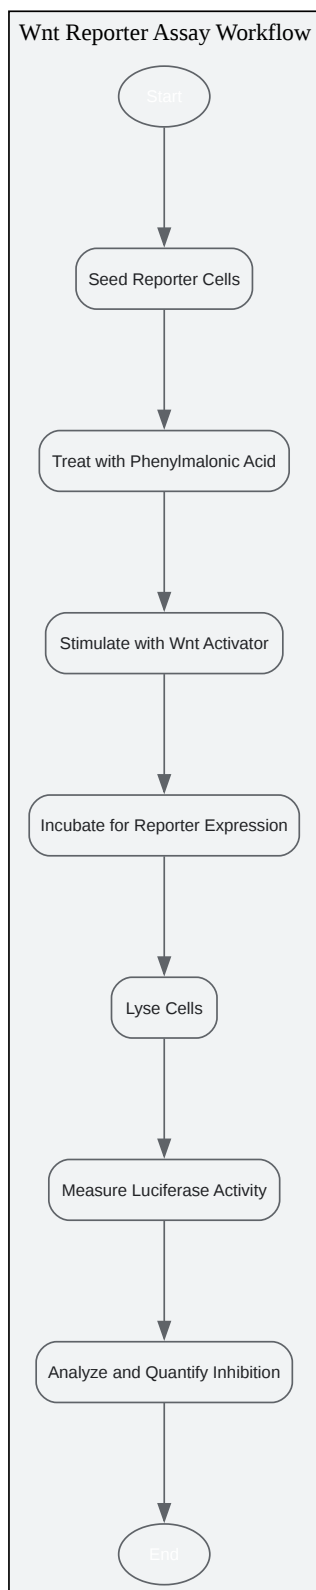 Wnt Reporter Assay Workflow
Start
Seed Reporter Cells
Treat with Phenylmalonic Acid
Stimulate with Wnt Activator
Incubate for Reporter Expression
Lyse Cells
Measure Luciferase Activity
Analyze and Quantify Inhibition
End